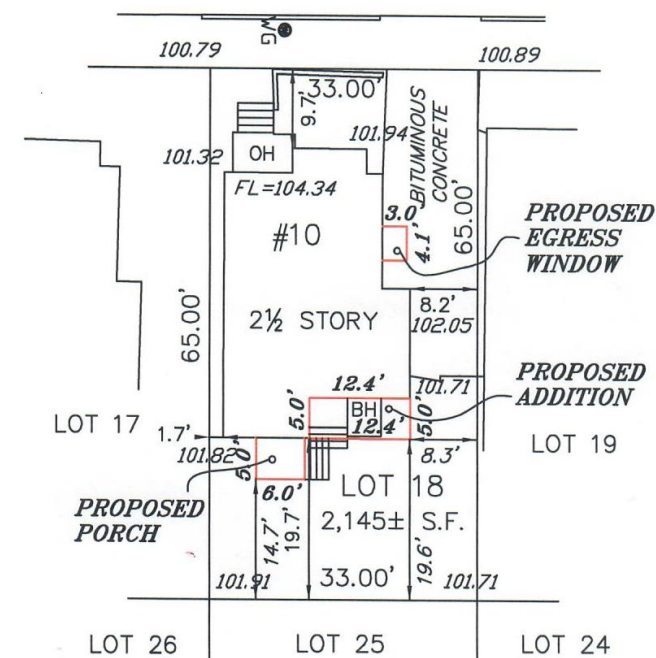 WG
100.79
100.89
33.00'
9.7'
101.94
BITUMINOUS
CONCRETE
101.32
OH
FL=104.34
3.0'
4.1'
65.00'
PROPOSED
EGRESS
WINDOW
#10
8.2'
102.05
2½ STORY
65.00'
12.4'
101.71
PROPOSED
ADDITION
5.0'
BH
12.4'
5.0'
LOT 17
1.7'
101.82
5.0'
8.3'
LOT 19
6.0'
LOT 18
2,145± S.F.
PROPOSED
PORCH
14.7'
19.7'
19.6'
101.91
33.00'
101.71
LOT 26
LOT 25
LOT 24